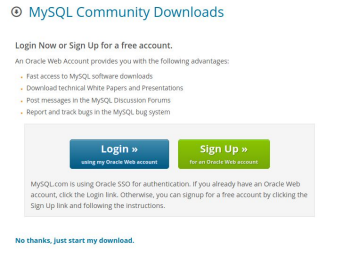 MySQL Community Downloads
Login Now or Sign Up for a free account.
An Oracle Web Account provides you with the following advantages:
Fast access to MySQL software downloads
Download technical White Papers and Presentations
Post messages in the MySQL Discussion Forums
Report and track bugs in the MySQL bug system
Login »
using my Oracle Web account
Sign Up »
for an Oracle Web account
MySQL.com is using Oracle SSO for authentication. If you already have an Oracle Web
account, click the Login link. Otherwise, you can signup for a free account by clicking the
Sign Up link and following the instructions.
No thanks, just start my download.